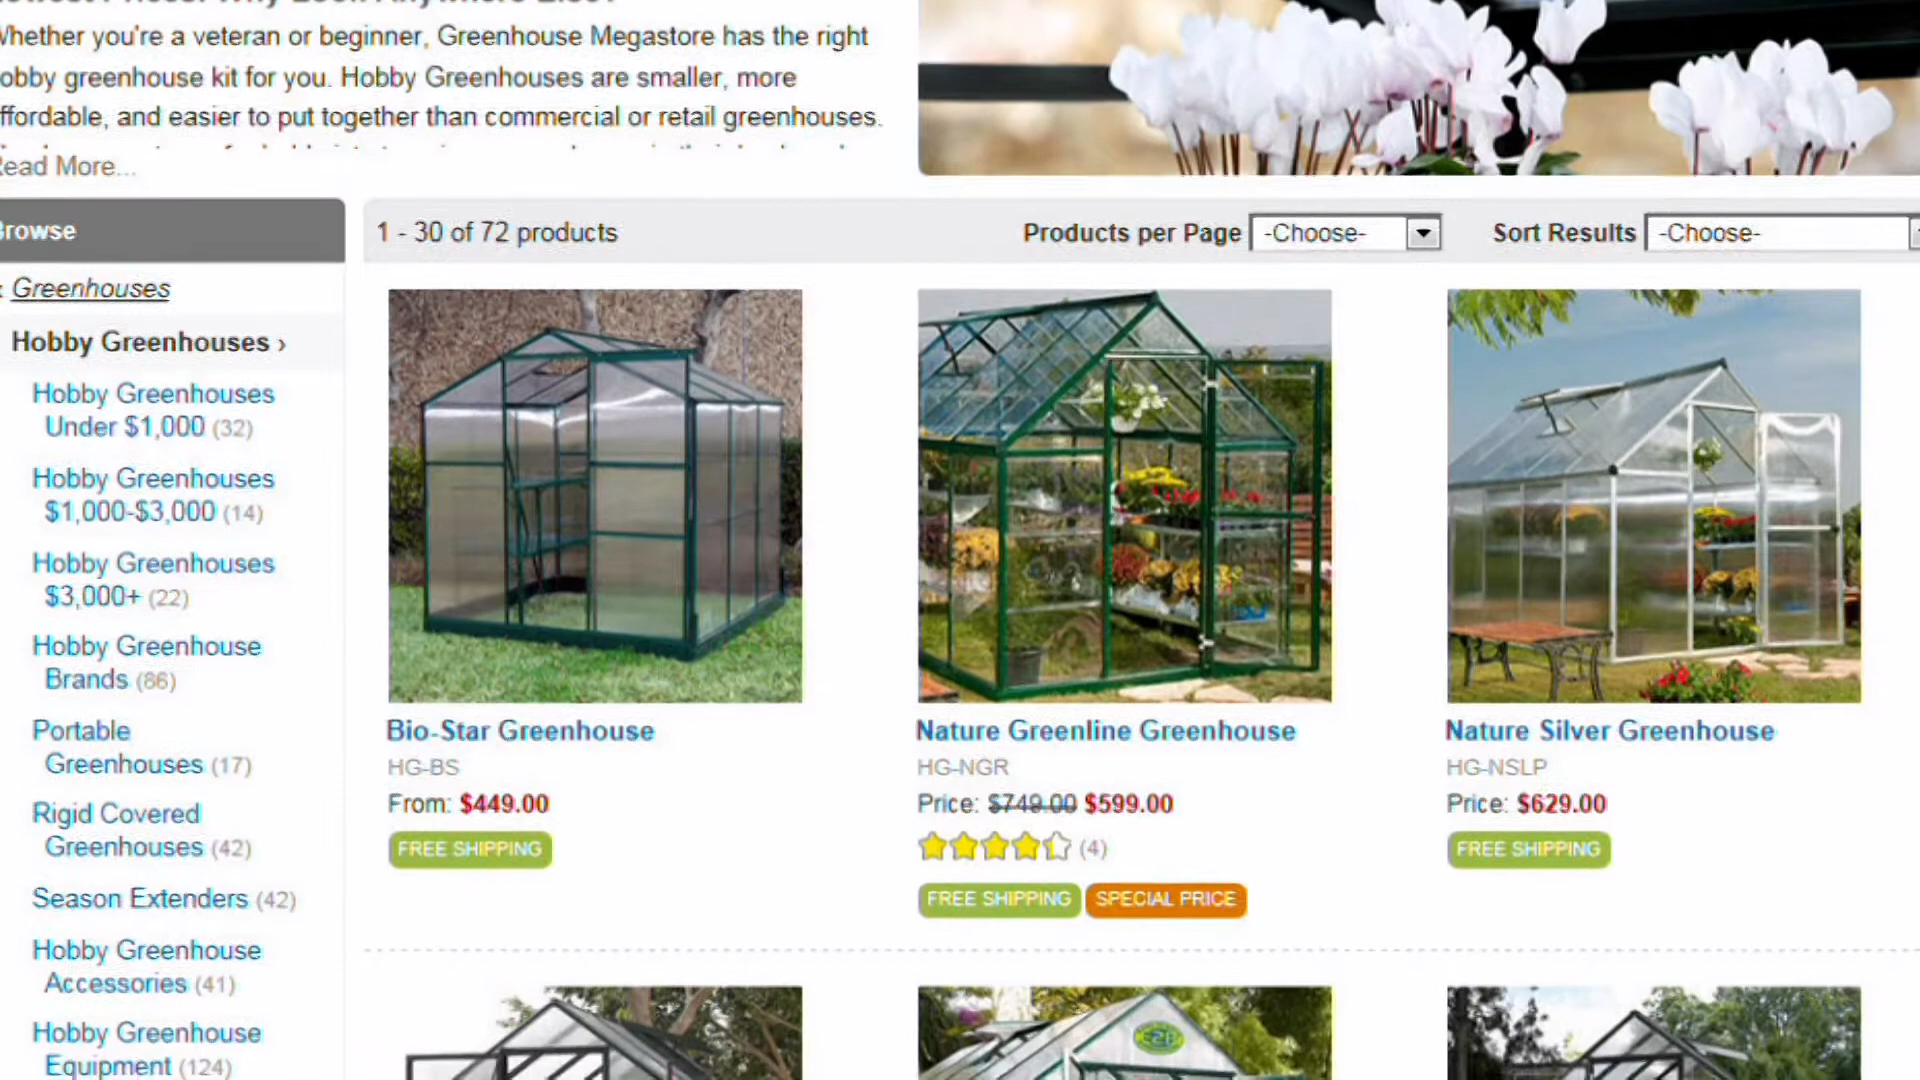 Whether you're a veteran or beginner, Greenhouse Megastore has the right
obby greenhouse kit for you. Hobby Greenhouses are smaller, more
ffordable, and easier to put together than commercial or retail greenhouses.
Read More...
Browse
1 - 30 of 72 products
Products per Page -Choose-
Sort Results -Choose-
Greenhouses
Hobby Greenhouses ›
Hobby Greenhouses
Under $1,000 (32)
Hobby Greenhouses
$1,000-$3,000 (14)
Hobby Greenhouses
$3,000+ (22)
Hobby Greenhouse
Brands (86)
Portable
Greenhouses (17)
Rigid Covered
Greenhouses (42)
Season Extenders (42)
Hobby Greenhouse
Accessories (41)
Hobby Greenhouse
Equipment (124)
Bio-Star Greenhouse
HG-BS
From: $449.00
FREE SHIPPING
Nature Greenline Greenhouse
HG-NGR
Price: $749.00 $599.00
(4)
FREE SHIPPING SPECIAL PRICE
Nature Silver Greenhouse
HG-NSLP
Price: $629.00
FREE SHIPPING